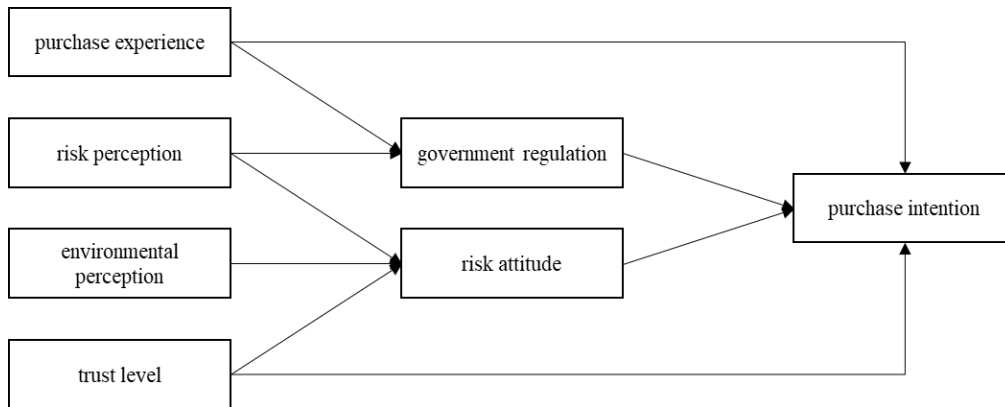 purchase experience
risk perception
government regulation
purchase intention
environmental
perception
risk attitude
trust level